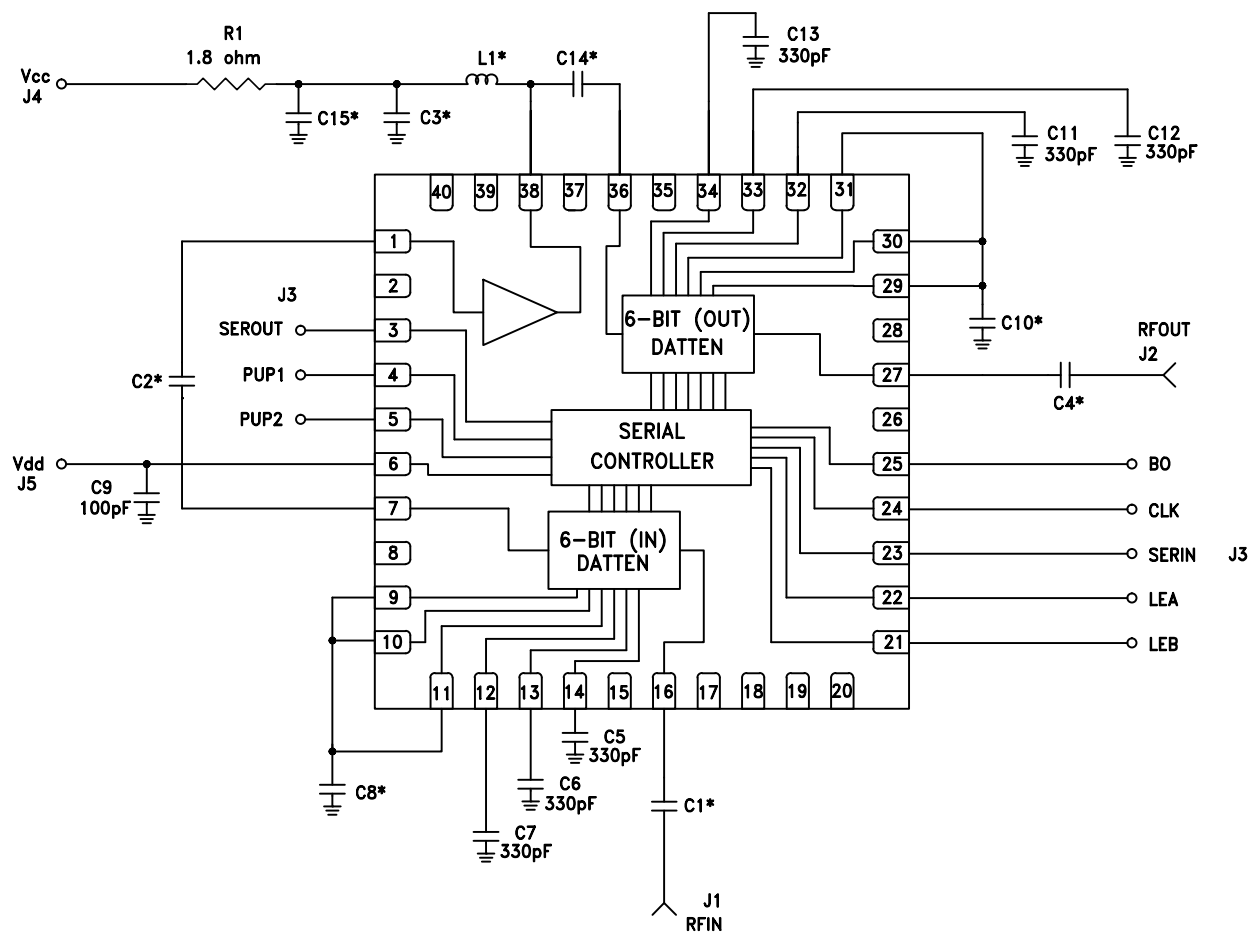 R1
1.8 ohm
L1*
C14*
C13
330pF
Vcc
J4
C15*
C3*
C11
330pF
C12
330pF
40
39
38
37
36
35
34
33
32
31
1
2
3
4
5
6
7
8
9
10
30
29
28
27
26
25
24
23
22
21
11
12
13
14
15
16
17
18
19
20
J3
SEROUT
PUP1
PUP2
C2*
Vdd
J5
C9
100pF
6-BIT (OUT)
DATTEN
SERIAL
CONTROLLER
6-BIT (IN)
DATTEN
C10*
RFOUT
J2
C4*
BO
CLK
SERIN
J3
LEA
LEB
C8*
C5
330pF
C6
330pF
C7
330pF
C1*
J1
RFIN